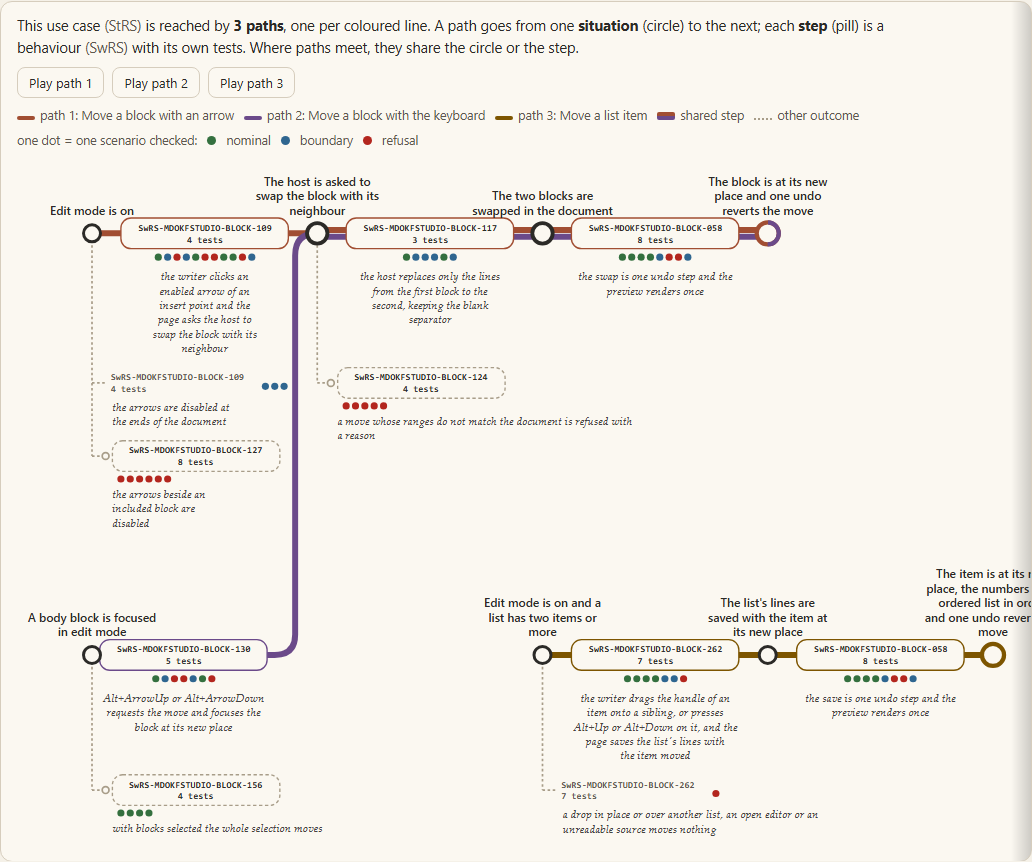 This use case (StRS) is reached by 3 paths, one per coloured line. A path goes from one situation (circle) to the next; each step (pill) is a
behaviour (SwRS) with its own tests. Where paths meet, they share the circle or the step.
Play path 1
Play path 2
Play path 3
path 1: Move a block with an arrow
path 2: Move a block with the keyboard
path 3: Move a list item
shared step
other outcome
one dot = one scenario checked:
nominal
boundary
refusal
Edit mode is on
The host is asked to
swap the block with its
neighbour
The two blocks are
swapped in the document
The block is at its new
place and one undo
reverts the move
SwRS-MDOKFSTUDIO-BLOCK-109
4 tests
the writer clicks an
enabled arrow of an
insert point and the
page asks the host to
swap the block with its
neighbour
SwRS-MDOKFSTUDIO-BLOCK-117
3 tests
the host replaces only the lines
from the first block to the
second, keeping the blank
separator
SwRS-MDOKFSTUDIO-BLOCK-058
8 tests
the swap is one undo step and the
preview renders once
SwRS-MDOKFSTUDIO-BLOCK-109
4 tests
the arrows are disabled at
the ends of the document
SwRS-MDOKFSTUDIO-BLOCK-124
4 tests
a move whose ranges do not match the document is refused with
a reason
SwRS-MDOKFSTUDIO-BLOCK-127
8 tests
the arrows beside an
included block are
disabled
A body block is focused
in edit mode
SwRS-MDOKFSTUDIO-BLOCK-130
5 tests
Alt+ArrowUp or Alt+ArrowDown
requests the move and focuses the
block at its new place
SwRS-MDOKFSTUDIO-BLOCK-156
4 tests
with blocks selected the whole selection moves
Edit mode is on and a
list has two items or
more
The list's lines are
saved with the item at
its new place
The item is at its
place, the numbers
ordered list in
and one undo
move
SwRS-MDOKFSTUDIO-BLOCK-262
7 tests
the writer drags the handle of an
item onto a sibling, or presses
Alt+Up or Alt+Down on it, and the
page saves the list's lines with
the item moved
SwRS-MDOKFSTUDIO-BLOCK-058
8 tests
the save is one undo step and the
preview renders once
SwRS-MDOKFSTUDIO-BLOCK-262
7 tests
a drop in place or over another list, an open editor or an
unreadable source moves nothing